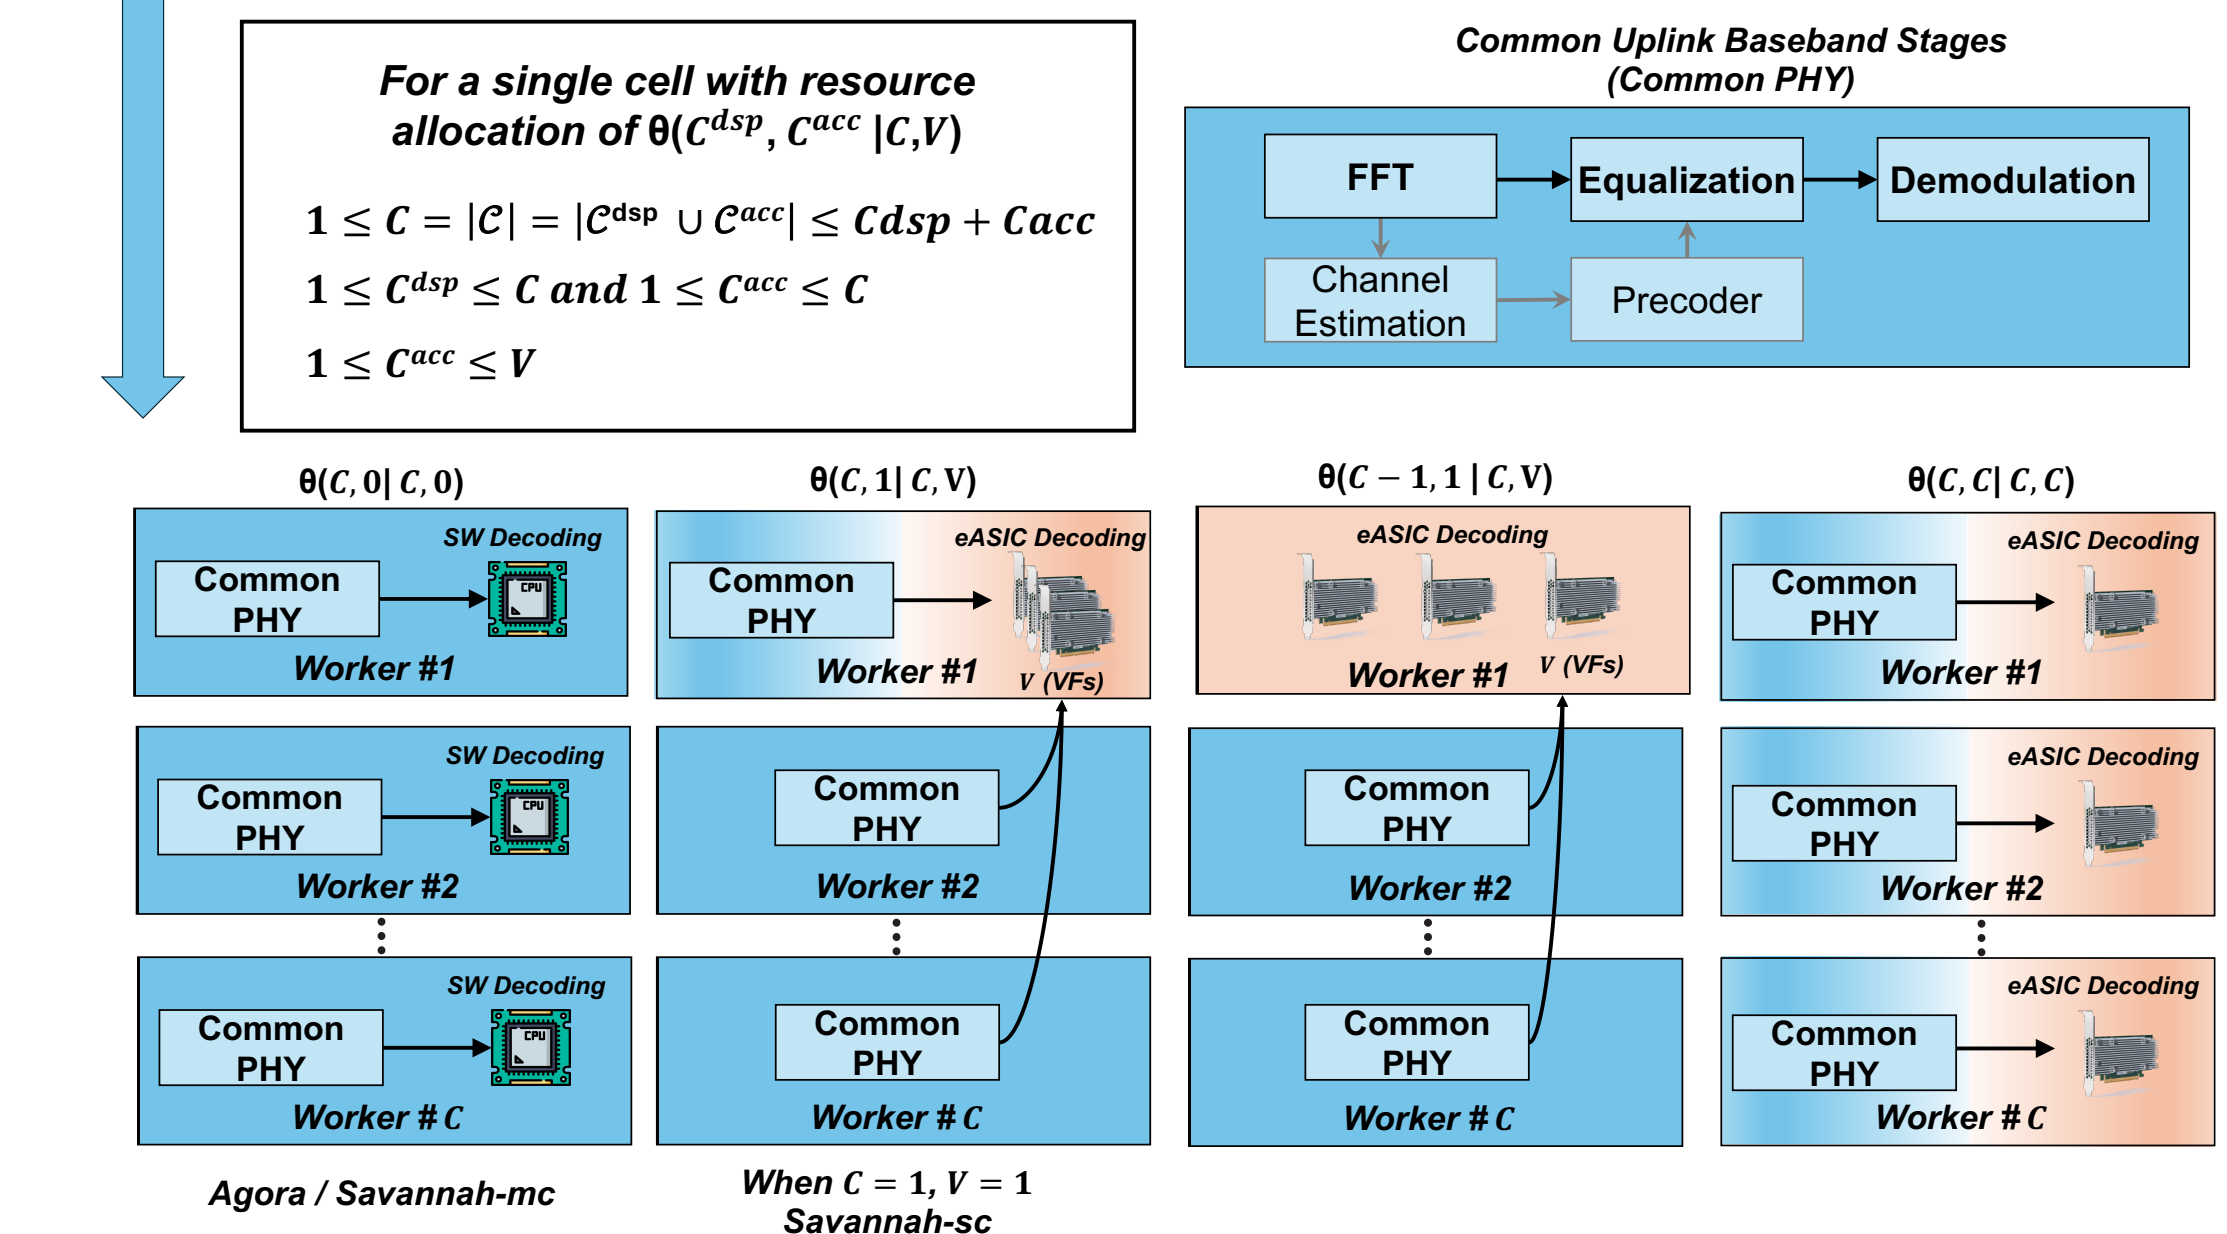 For a single cell with resource
allocation of θ(C^dsp, C^acc |C,V)
1 ≤ C = |𝒞| = |𝒞^dsp ∪ 𝒞^acc| ≤ Cdsp + Cacc
1 ≤ C^dsp ≤ C and 1 ≤ C^acc ≤ C
1 ≤ C^acc ≤ V
Common Uplink Baseband Stages
(Common PHY)
FFT
Equalization
Demodulation
Channel
Estimation
Precoder
θ(C, 0| C, 0)
SW Decoding
Common
PHY
CPU
Worker #1
SW Decoding
Common
PHY
CPU
Worker #2
SW Decoding
Common
PHY
CPU
Worker # C
Agora / Savannah-mc
θ(C, 1| C, V)
eASIC Decoding
Common
PHY
Worker #1
V (VFs)
Common
PHY
Worker #2
Common
PHY
Worker # C
When C = 1, V = 1
Savannah-sc
θ(C − 1, 1 | C, V)
eASIC Decoding
Worker #1
V (VFs)
Common
PHY
Worker #2
Common
PHY
Worker # C
θ(C, C| C, C)
eASIC Decoding
Common
PHY
Worker #1
eASIC Decoding
Common
PHY
Worker #2
eASIC Decoding
Common
PHY
Worker # C